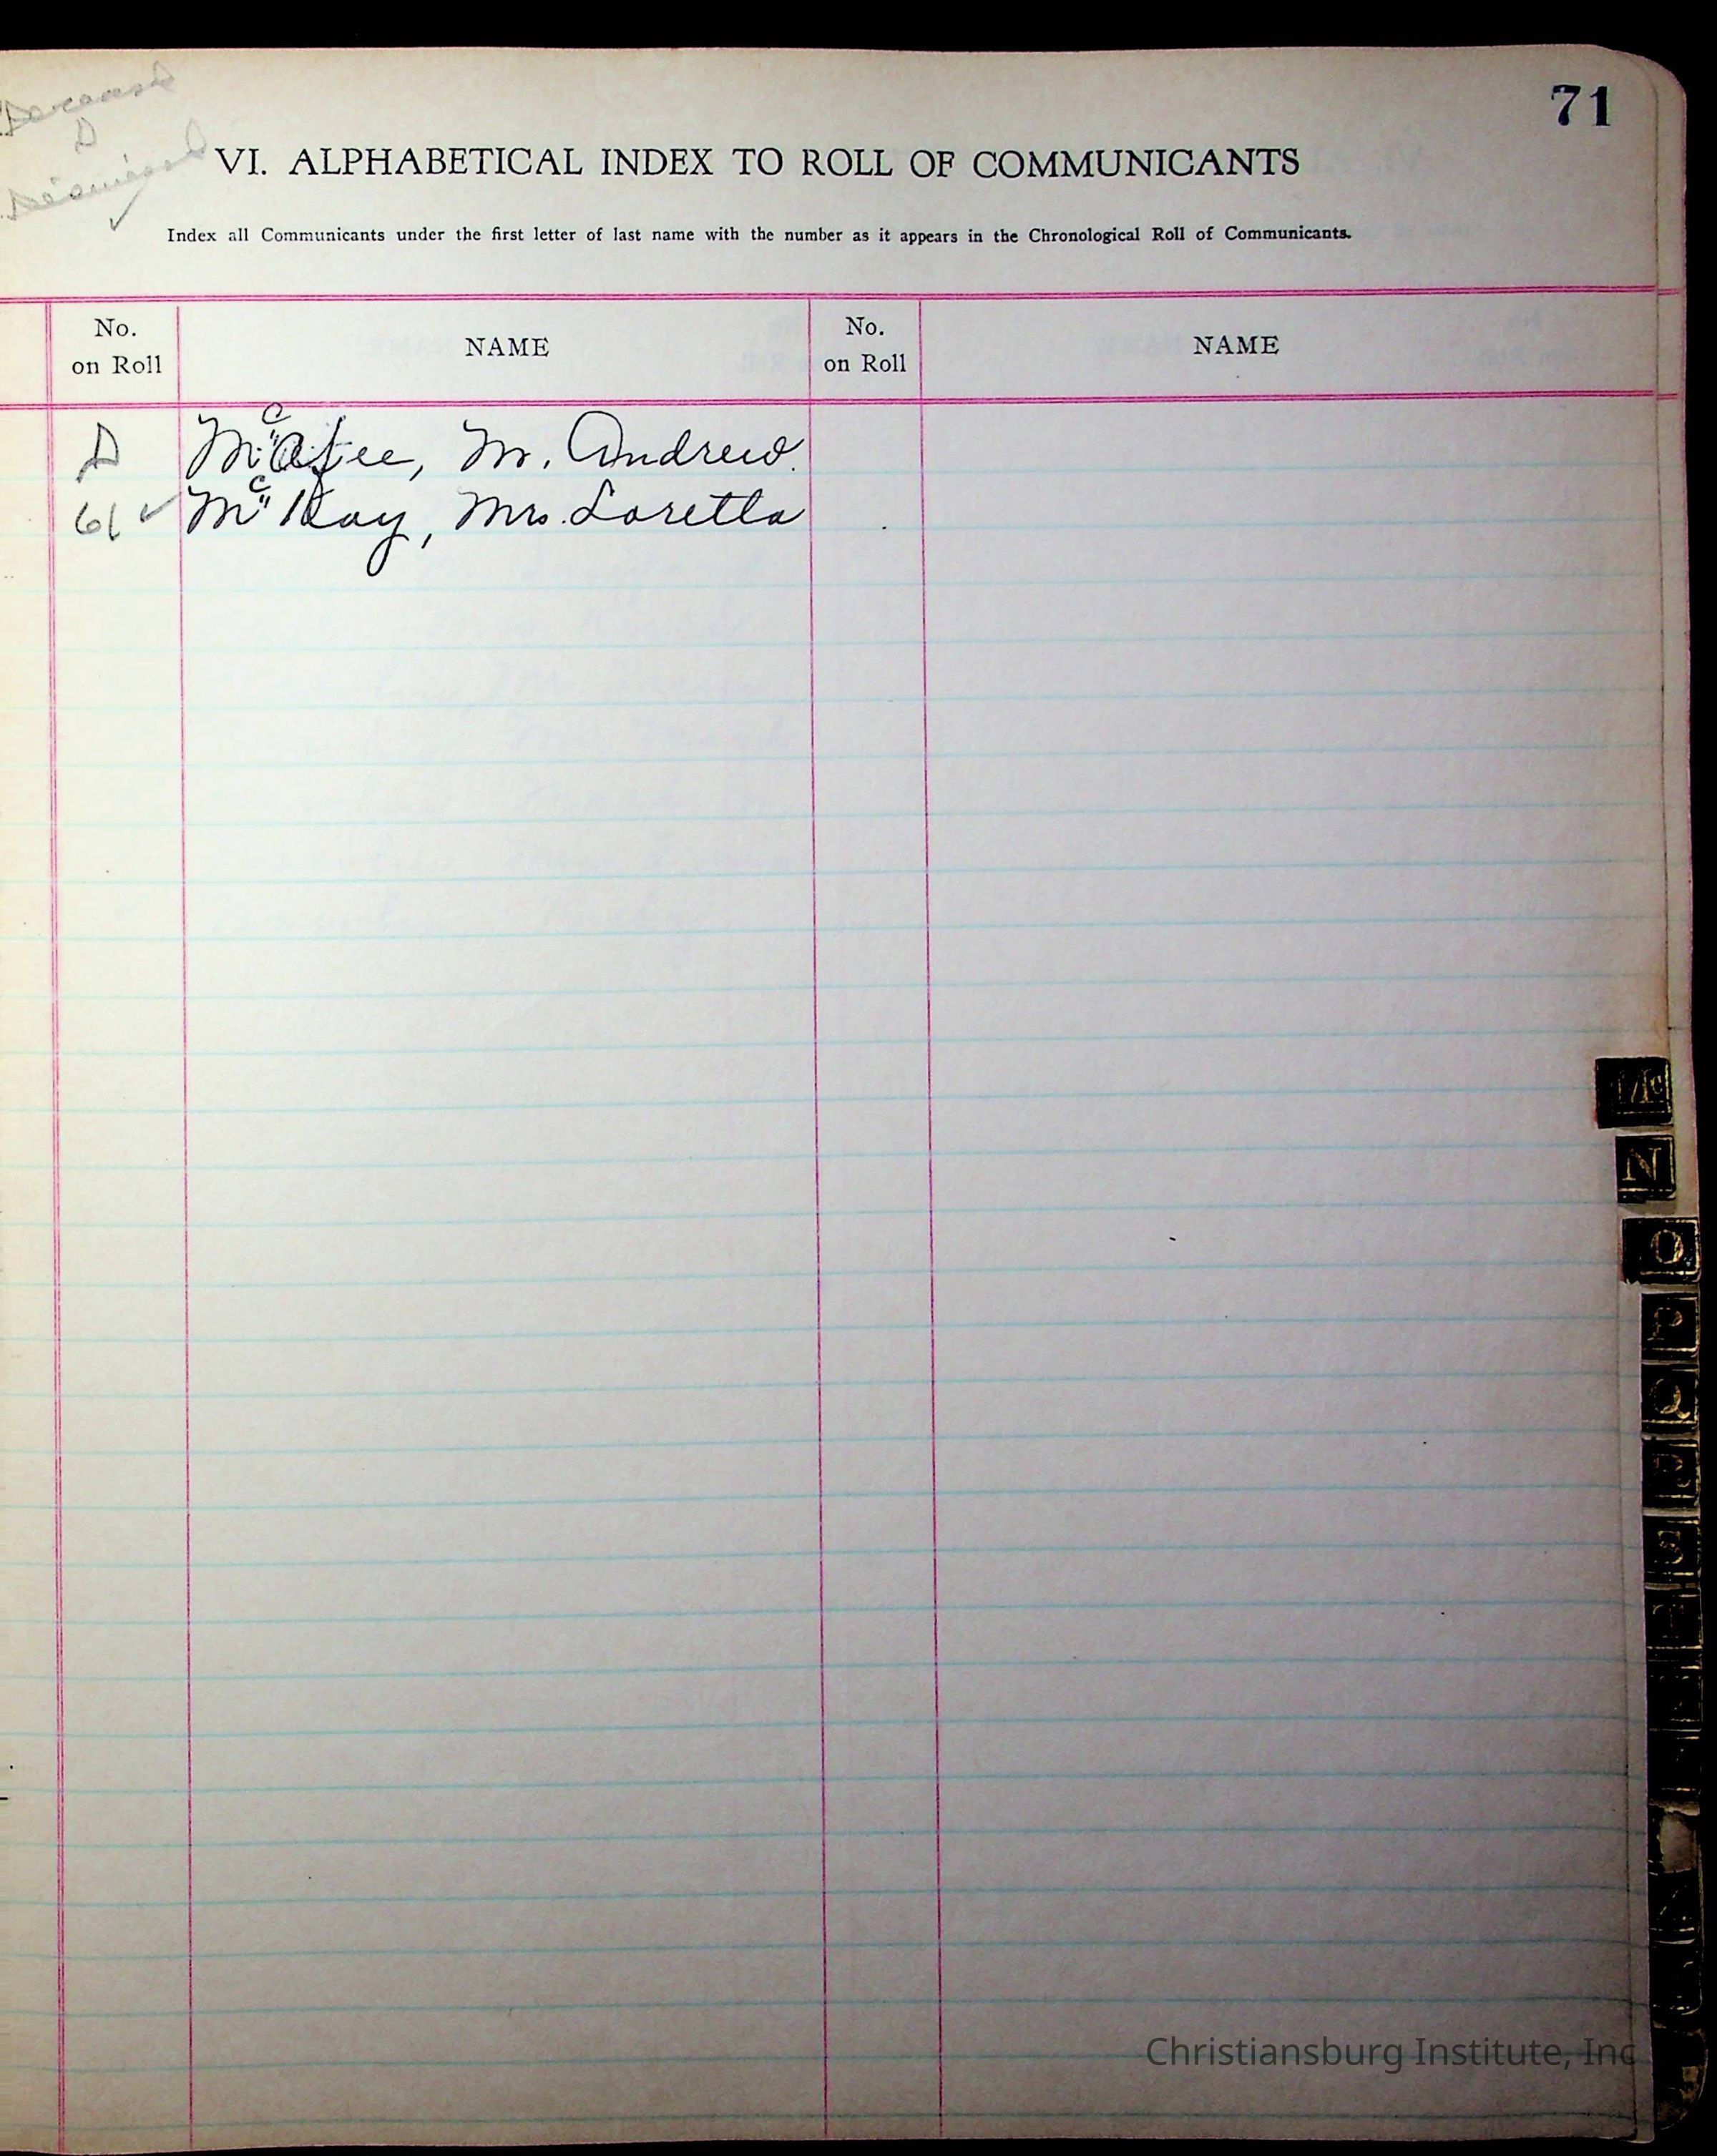 71
Deceased
D
Dismissed
✓
VI. ALPHABETICAL INDEX TO ROLL OF COMMUNICANTS
Index all Communicants under the first letter of last name with the number as it appears in the Chronological Roll of Communicants.
No. on Roll NAME No. on Roll NAME
D McAfee, Mr. Andrew.
61 ✓ McKay, Mrs. Loretta
Mc
N
O
P
Q
R
S
Christiansburg Institute, Inc